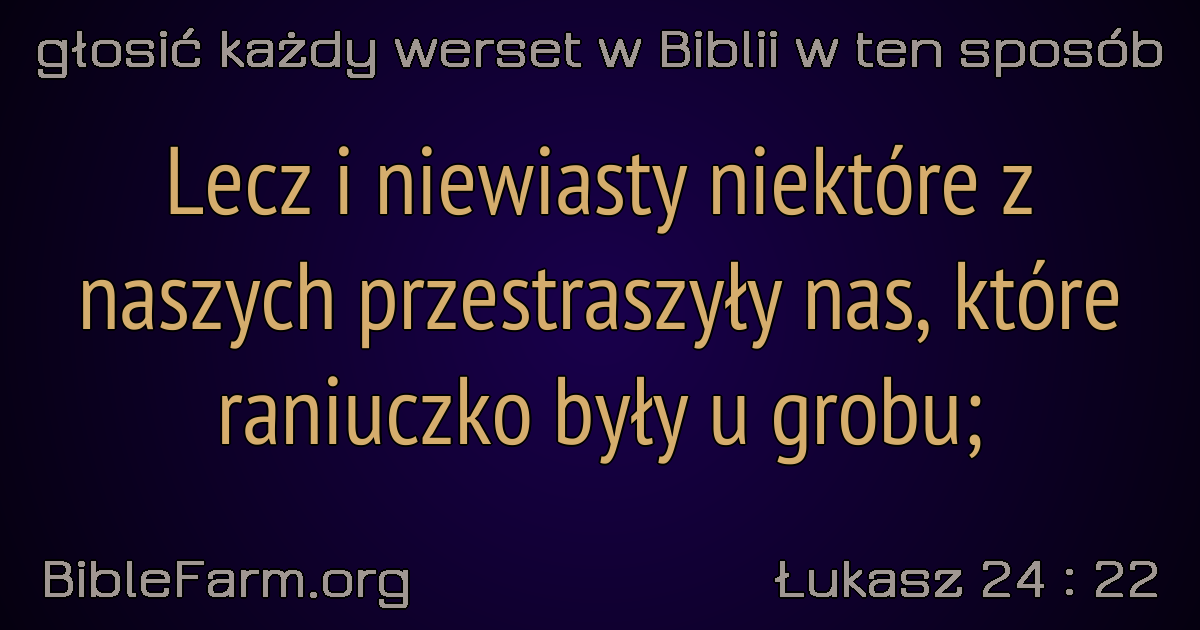 głosić każdy werset w Biblii w ten sposób
Lecz i niewiasty niektóre z
naszych przestraszyły nas, które
raniuczko były u grobu;
BibleFarm.org
Łukasz 24 : 22